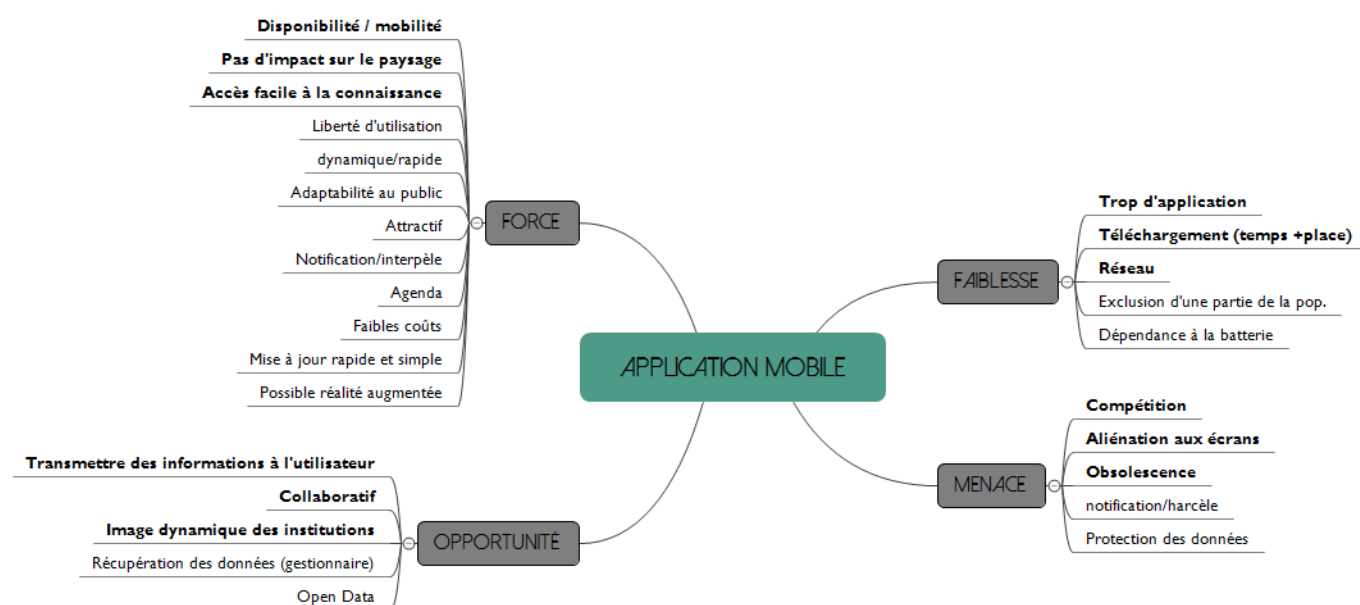 Disponibilité / mobilité
Pas d'impact sur le paysage
Accès facile à la connaissance
Liberté d'utilisation
dynamique/rapide
Adaptabilité au public
Attractif
Notification/interpèle
Agenda
Faibles coûts
Mise à jour rapide et simple
Possible réalité augmentée
FORCE
Transmettre des informations à l'utilisateur
Collaboratif
Image dynamique des institutions
Récupération des données (gestionnaire)
Open Data
OPPORTUNITÉ
APPLICATION MOBILE
FAIBLESSE
Trop d'application
Téléchargement (temps +place)
Réseau
Exclusion d'une partie de la pop.
Dépendance à la batterie
MENACE
Compétition
Aliénation aux écrans
Obsolescence
notification/harcèle
Protection des données